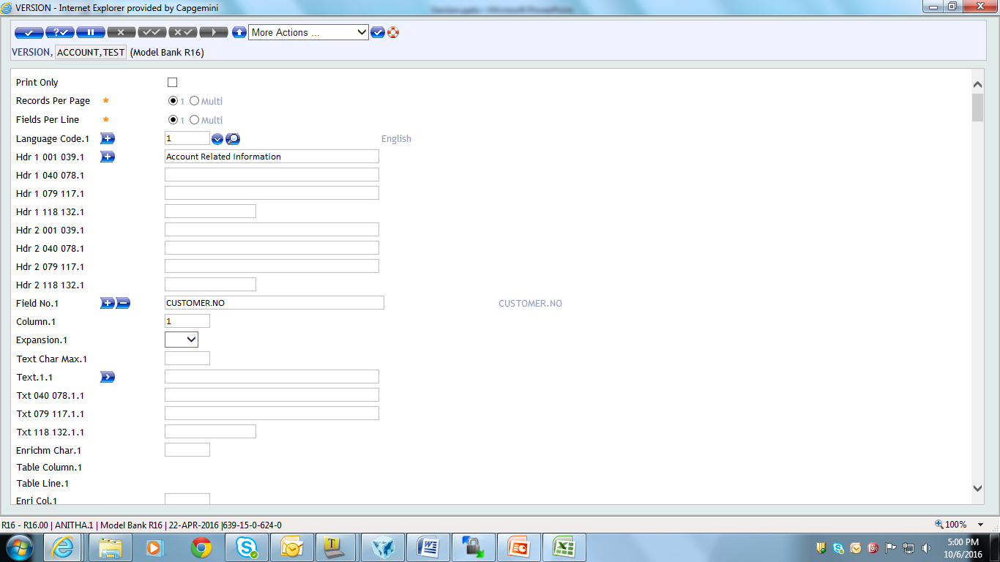 VERSION - Internet Explorer provided by Capgemini
More Actions ...
VERSION, ACCOUNT,TEST (Model Bank R16)
Print Only
Records Per Page * 1 Multi
Fields Per Line * 1 Multi
Language Code.1 1 English
Hdr 1 001 039.1 Account Related Information
Hdr 1 040 078.1
Hdr 1 079 117.1
Hdr 1 118 132.1
Hdr 2 001 039.1
Hdr 2 040 078.1
Hdr 2 079 117.1
Hdr 2 118 132.1
Field No.1 CUSTOMER.NO CUSTOMER.NO
Column.1 1
Expansion.1
Text Char Max.1
Text.1.1
Txt 040 078.1.1
Txt 079 117.1.1
Txt 118 132.1.1
Enrichm Char.1
Table Column.1
Table Line.1
Enri Col.1
R16 - R16.00 | ANITHA.1 | Model Bank R16 | 22-APR-2016 |639-15-0-624-0 100%
5:00 PM
10/6/2016